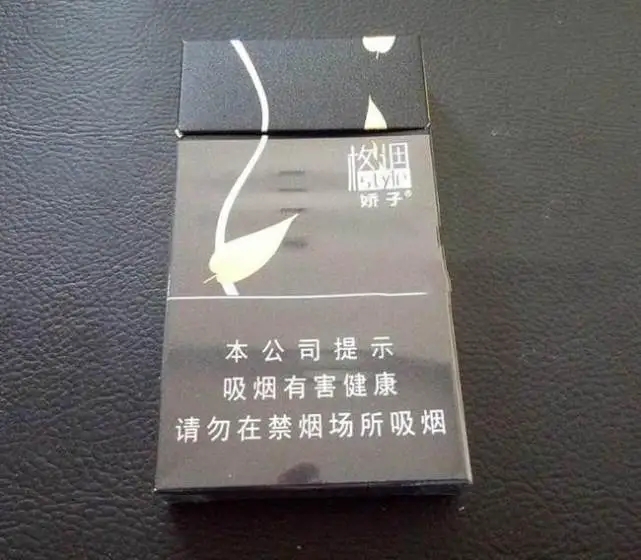 格调
style
娇子®
本公司提示
吸烟有害健康
请勿在禁烟场所吸烟